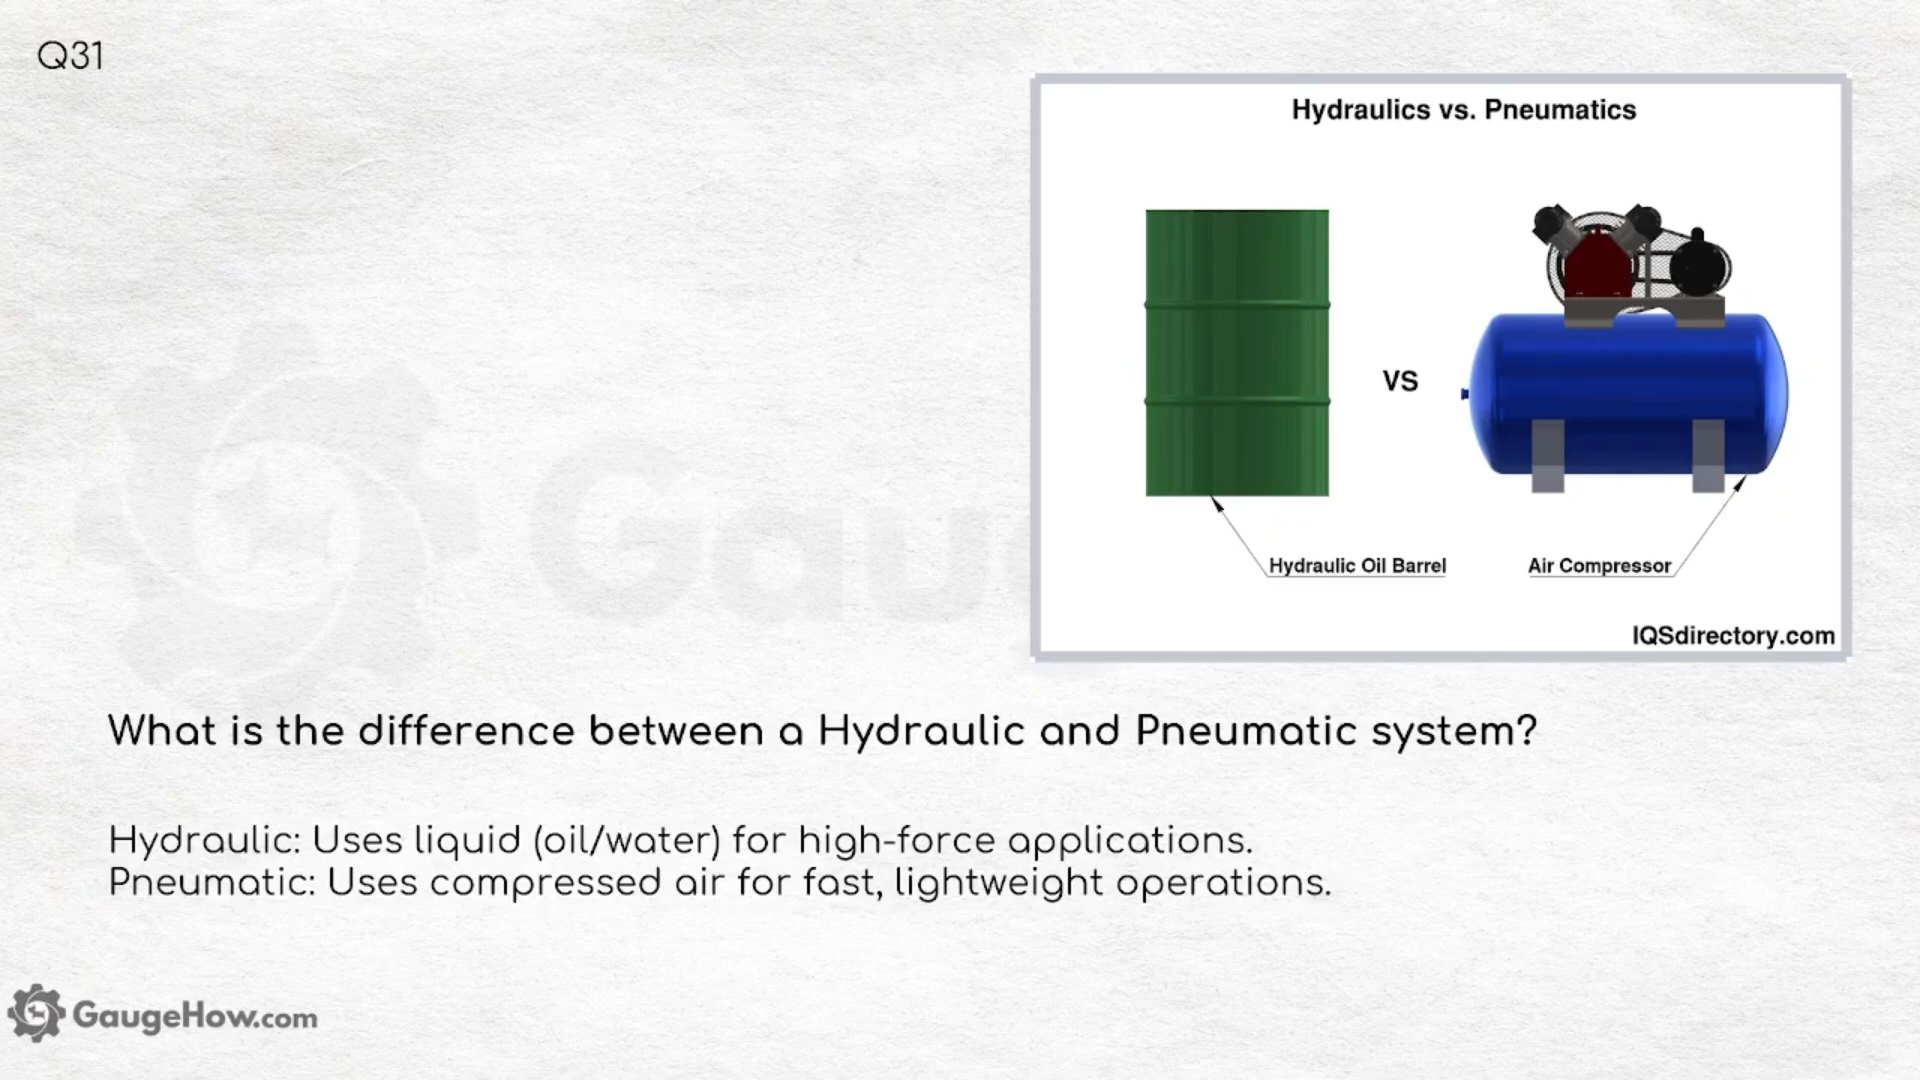 Q31
Hydraulics vs. Pneumatics
VS
Hydraulic Oil Barrel
Air Compressor
IQSdirectory.com
Gaug
What is the difference between a Hydraulic and Pneumatic system?
Hydraulic: Uses liquid (oil/water) for high-force applications.
Pneumatic: Uses compressed air for fast, lightweight operations.
GaugeHow.com